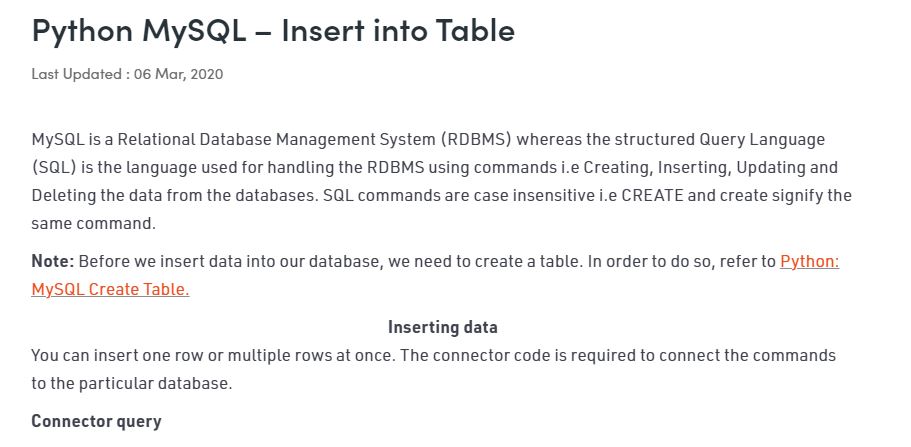 Python MySQL – Insert into Table
Last Updated : 06 Mar, 2020
MySQL is a Relational Database Management System (RDBMS) whereas the structured Query Language
(SQL) is the language used for handling the RDBMS using commands i.e Creating, Inserting, Updating and
Deleting the data from the databases. SQL commands are case insensitive i.e CREATE and create signify the
same command.
Note: Before we insert data into our database, we need to create a table. In order to do so, refer to Python:
MySQL Create Table.
Inserting data
You can insert one row or multiple rows at once. The connector code is required to connect the commands
to the particular database.
Connector query